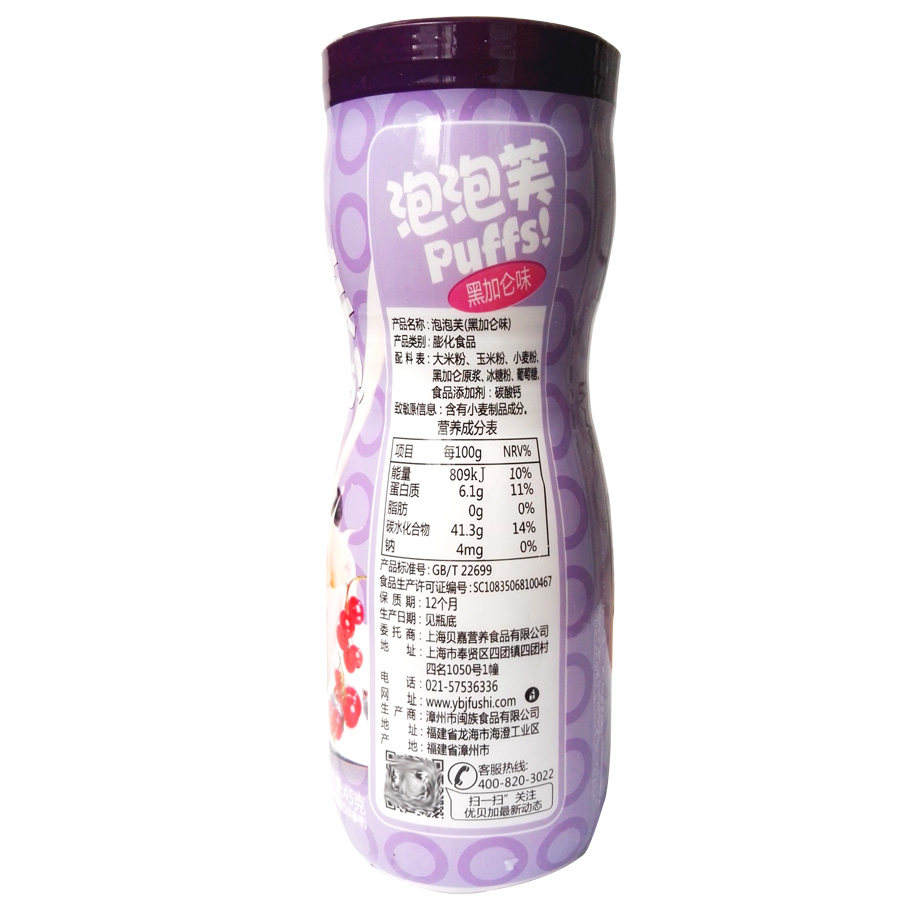 泡泡芙
Puffs!
黑加仑味
产品名称：泡泡芙(黑加仑味)
产品类别：膨化食品
配料表：大米粉、玉米粉、小麦粉、
黑加仑原浆、冰糖粉、葡萄糖、
食品添加剂：碳酸钙
致敏原信息：含有小麦制品成分。
营养成分表
项目 每100g NRV%
能量 809kJ 10%
蛋白质 6.1g 11%
脂肪 0g 0%
碳水化合物 41.3g 14%
钠 4mg 0%
产品标准号：GB/T 22699
食品生产许可证编号：SC10835068100467
保质期：12个月
生产日期：见瓶底
委托商：上海贝嘉营养食品有限公司
地址：上海市奉贤区四团镇四团村
四名1050号1幢
电话：021-57536336
网址：www.ybjfushi.com
生产商：漳州市闽族食品有限公司
地址：福建省龙海市海澄工业区
产地：福建省漳州市
客服热线：
400-820-3022
扫一扫”关注
优贝加最新动态
45克